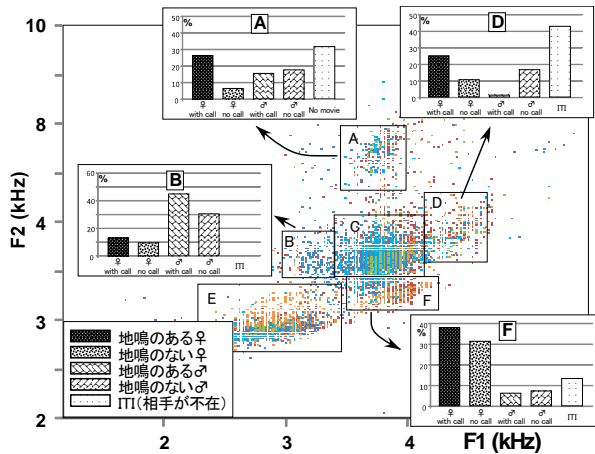 A
%
50
40
30
20
10
0
♀ ♀ ♂ ♂ No movie
with call no call with call no call
D
%
50
40
30
20
10
0
♀ ♀ ♂ ♂ ITI
with call no call with call no call
B
%
60
40
20
0
♀ ♀ ♂ ♂ ITI
with call no call with call no call
F
%
40
30
20
10
0
♀ ♀ ♂ ♂ ITI
with call no call with call no call
A
B
C
D
E
F
地鳴のある♀
地鳴のない♀
地鳴のある♂
地鳴のない♂
ITI(相手が不在)
F2 (kHz)
10
8
4
3
2
2 3 4
F1 (kHz)